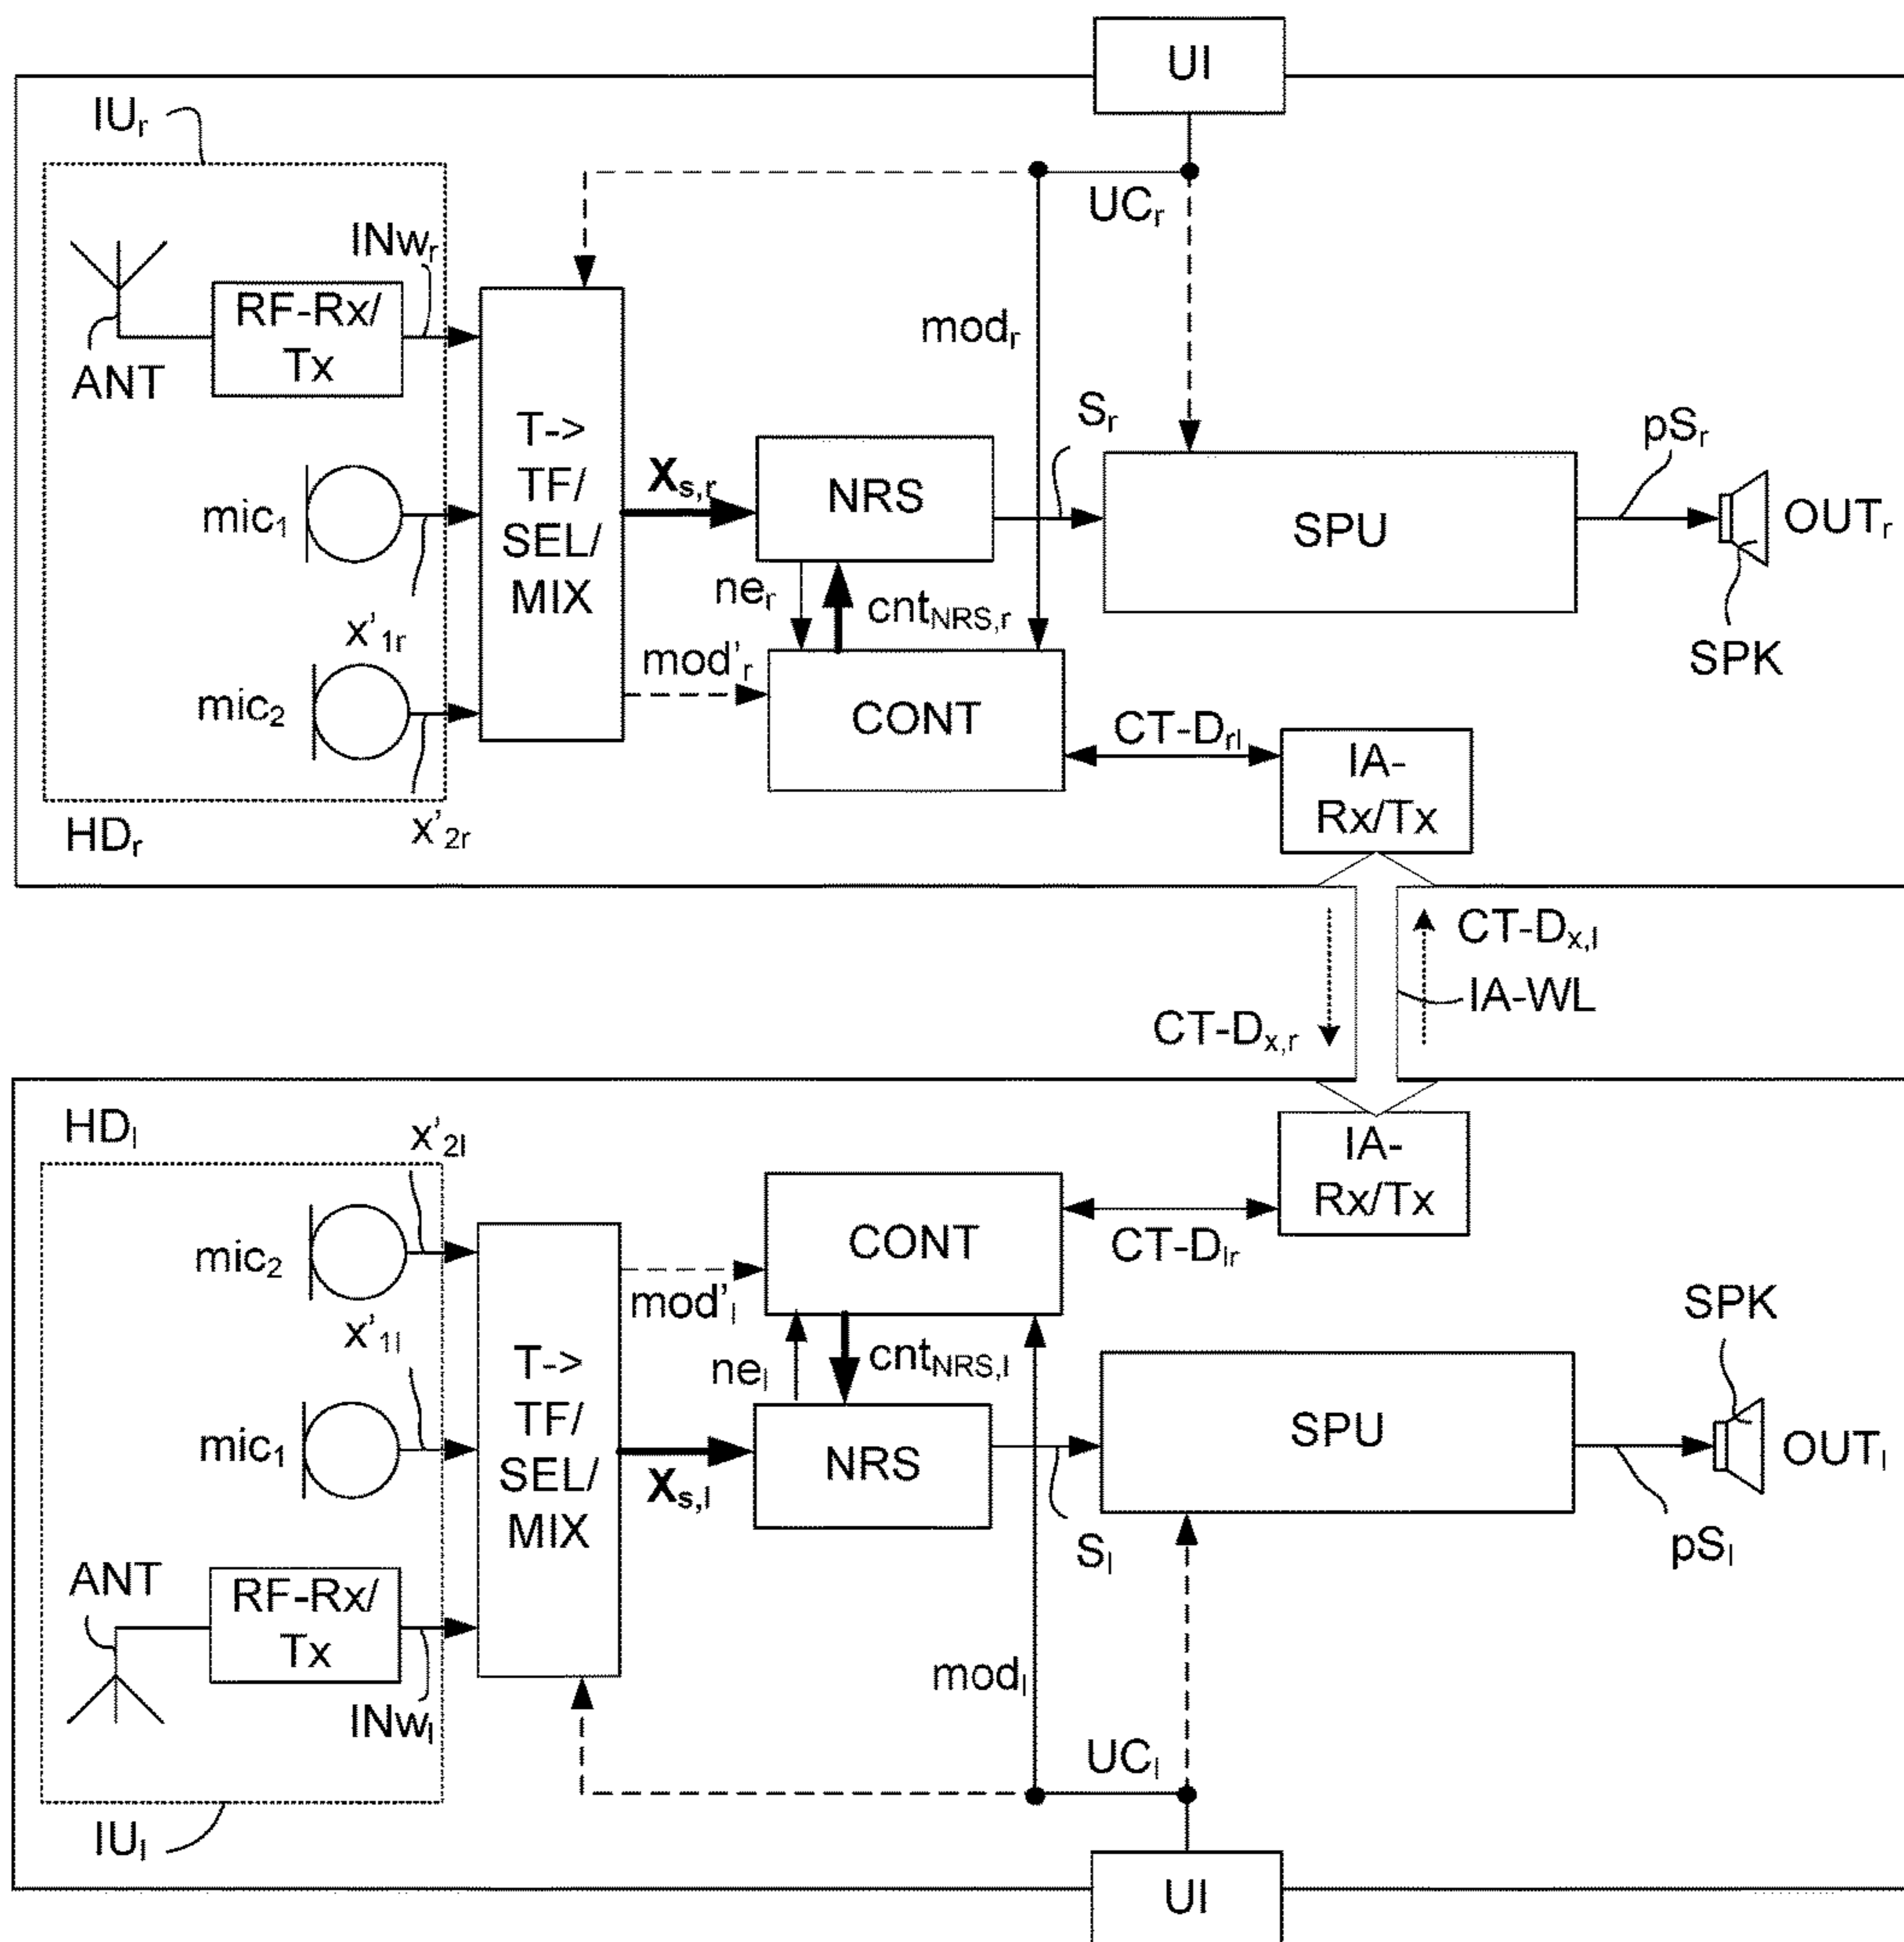 UI
IUr
UCr
INwr
RF-Rx/
Tx
ANT
modr
T->
TF/
SEL/
MIX
Sr
pSr
Xs,r
NRS
SPU
OUTr
mic1
ner
cntNRS,r
x'1r
mod'r
SPK
mic2
CONT
CT-Drl
IA-
Rx/Tx
HDr
x'2r
CT-Dx,l
IA-WL
CT-Dx,r
HDl
x'2l
IA-
Rx/Tx
CONT
CT-Dlr
mic2
mod'l
SPK
x'1l
T->
TF/
SEL/
MIX
nel
cntNRS,l
SPU
mic1
NRS
OUTl
Xs,l
Sl
pSl
ANT
RF-Rx/
Tx
modl
INwl
UCl
IUl
UI